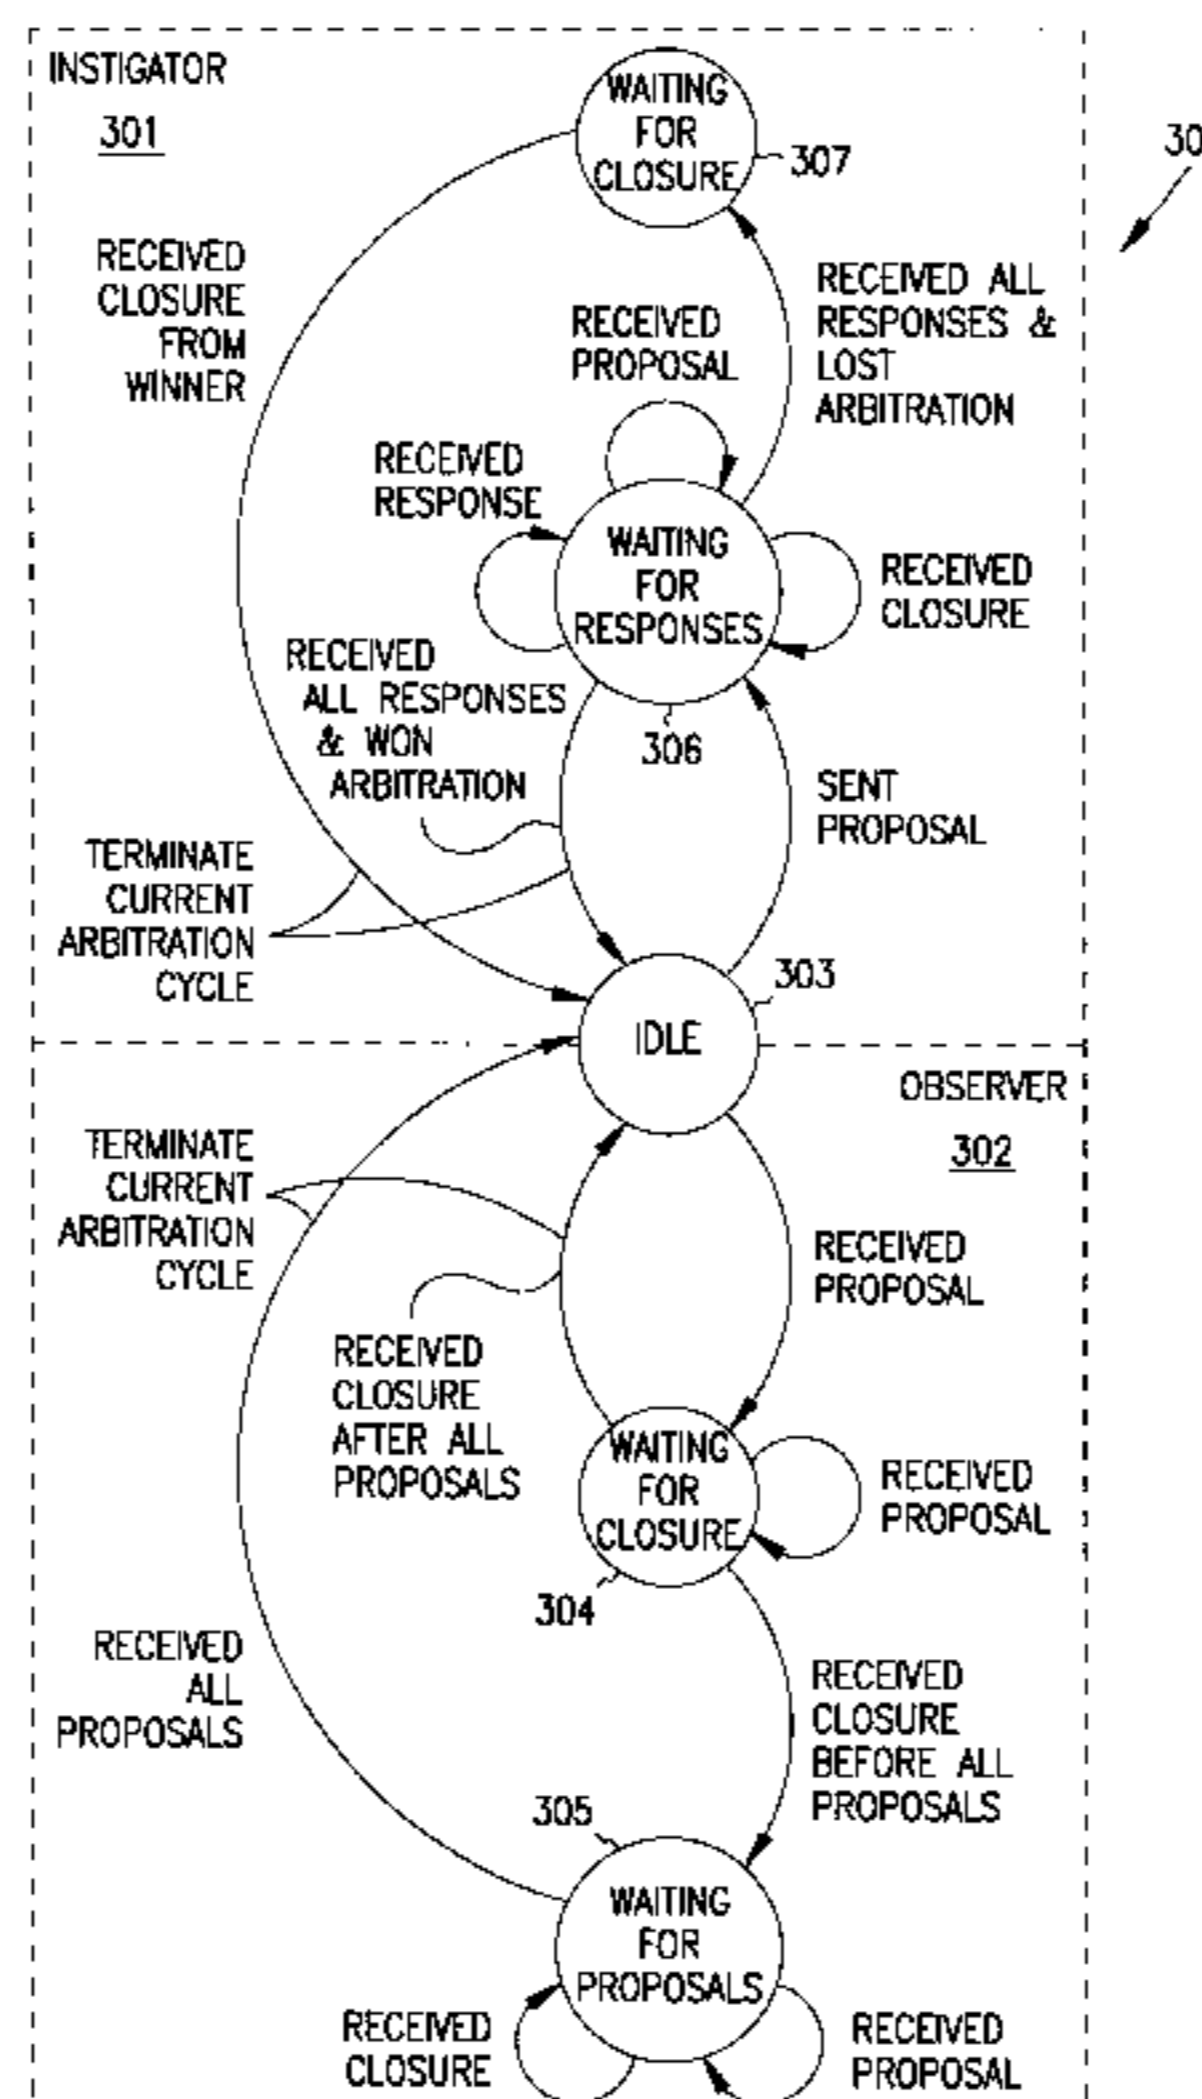 INSTIGATOR
301
WAITING
FOR
CLOSURE
307
30
RECEIVED
CLOSURE
FROM
WINNER
RECEIVED ALL
RESPONSES &
LOST
ARBITRATION
RECEIVED
PROPOSAL
RECEIVED
RESPONSE
WAITING
FOR
RESPONSES
RECEIVED
CLOSURE
306
RECEIVED
ALL RESPONSES
& WON
ARBITRATION
SENT
PROPOSAL
TERMINATE
CURRENT
ARBITRATION
CYCLE
303
IDLE
OBSERVER
302
TERMINATE
CURRENT
ARBITRATION
CYCLE
RECEIVED
PROPOSAL
RECEIVED
CLOSURE
AFTER ALL
PROPOSALS
WAITING
FOR
CLOSURE
RECEIVED
PROPOSAL
304
RECEIVED
ALL
PROPOSALS
RECEIVED
CLOSURE
BEFORE ALL
PROPOSALS
305
WAITING
FOR
PROPOSALS
RECEIVED
CLOSURE
RECEIVED
PROPOSAL